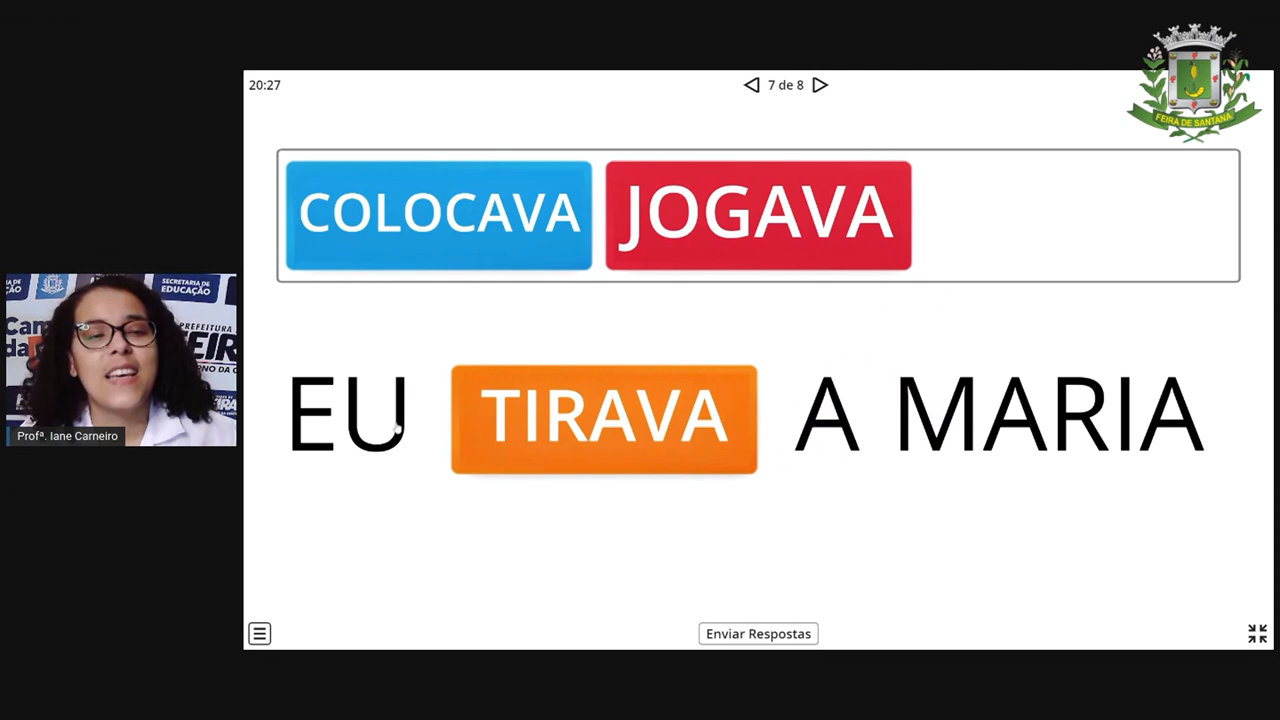 20:27
7 de 8
FEIRA DE SANTANA
COLOCAVA JOGAVA
SECRETARIA DE
EDUCAÇÃO
PREFEITURA
EU TIRAVA A MARIA
Profª. Iane Carneiro
Enviar Respostas